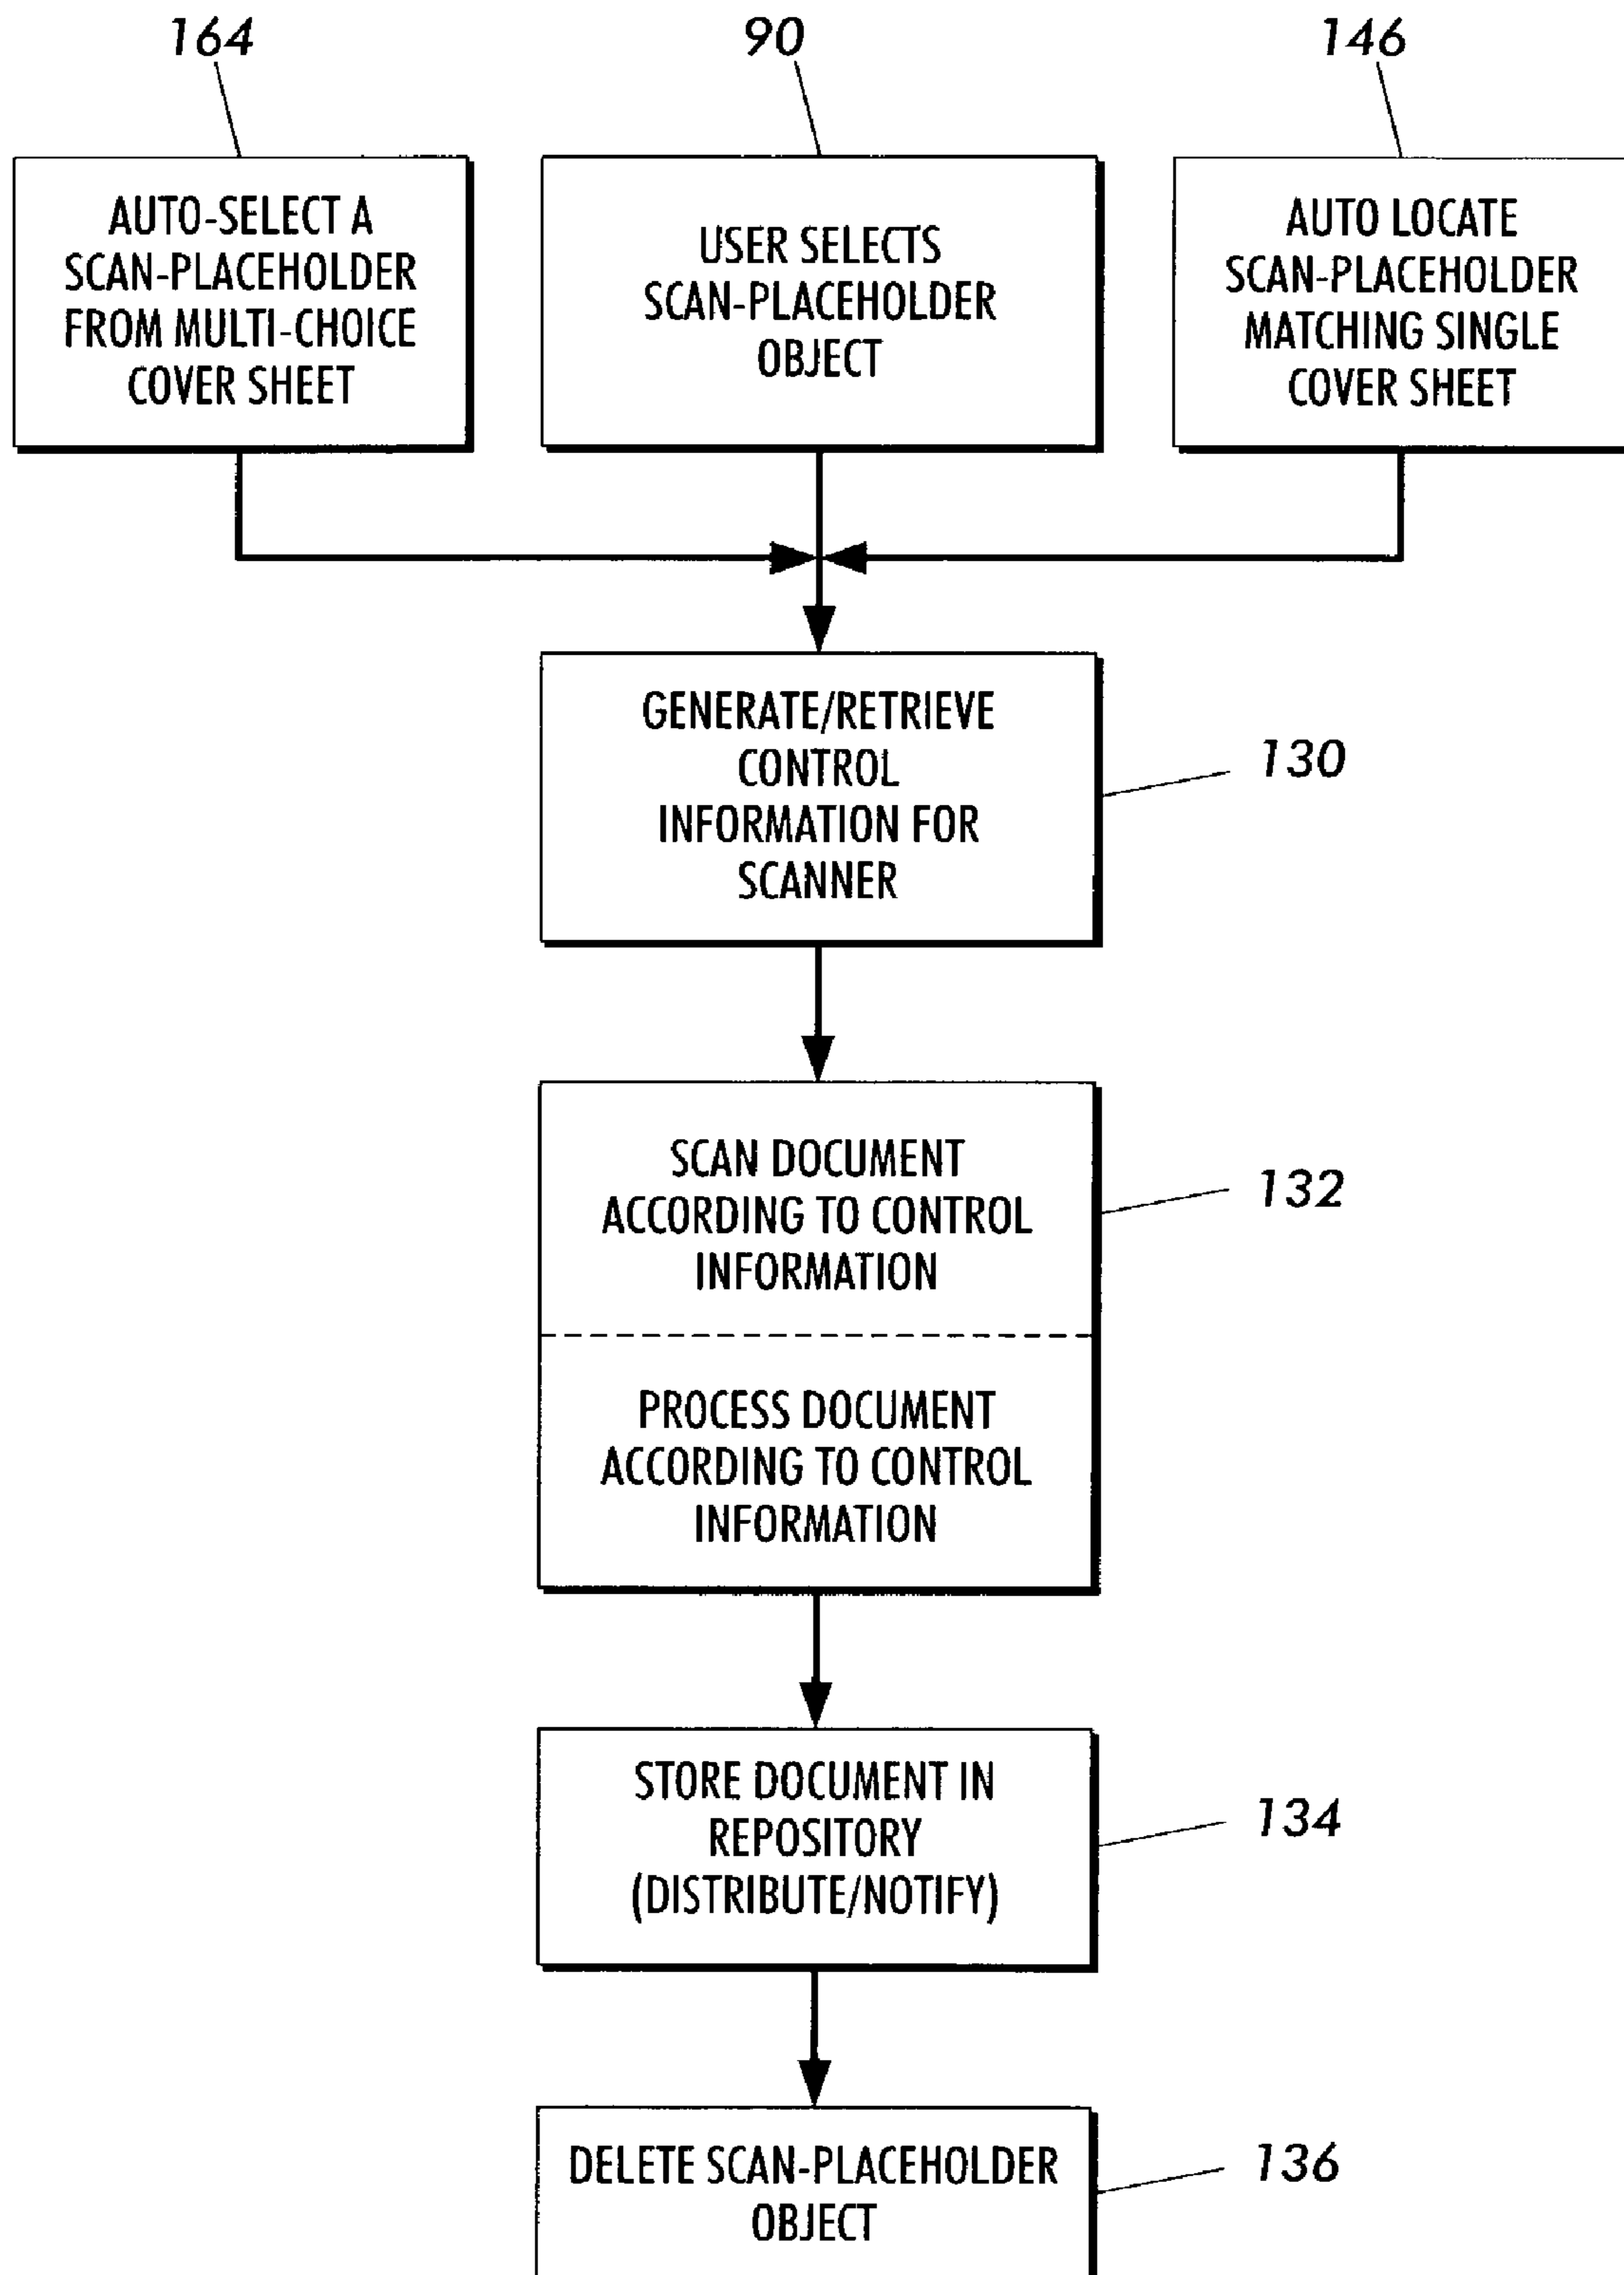 164
90
146
AUTO-SELECT A
SCAN-PLACEHOLDER
FROM MULTI-CHOICE
COVER SHEET
USER SELECTS
SCAN-PLACEHOLDER
OBJECT
AUTO LOCATE
SCAN-PLACEHOLDER
MATCHING SINGLE
COVER SHEET
GENERATE/RETRIEVE
CONTROL
INFORMATION FOR
SCANNER
130
SCAN DOCUMENT
ACCORDING TO CONTROL
INFORMATION
132
PROCESS DOCUMENT
ACCORDING TO CONTROL
INFORMATION
STORE DOCUMENT IN
REPOSITORY
(DISTRIBUTE/NOTIFY)
134
DELETE SCAN-PLACEHOLDER
OBJECT
136